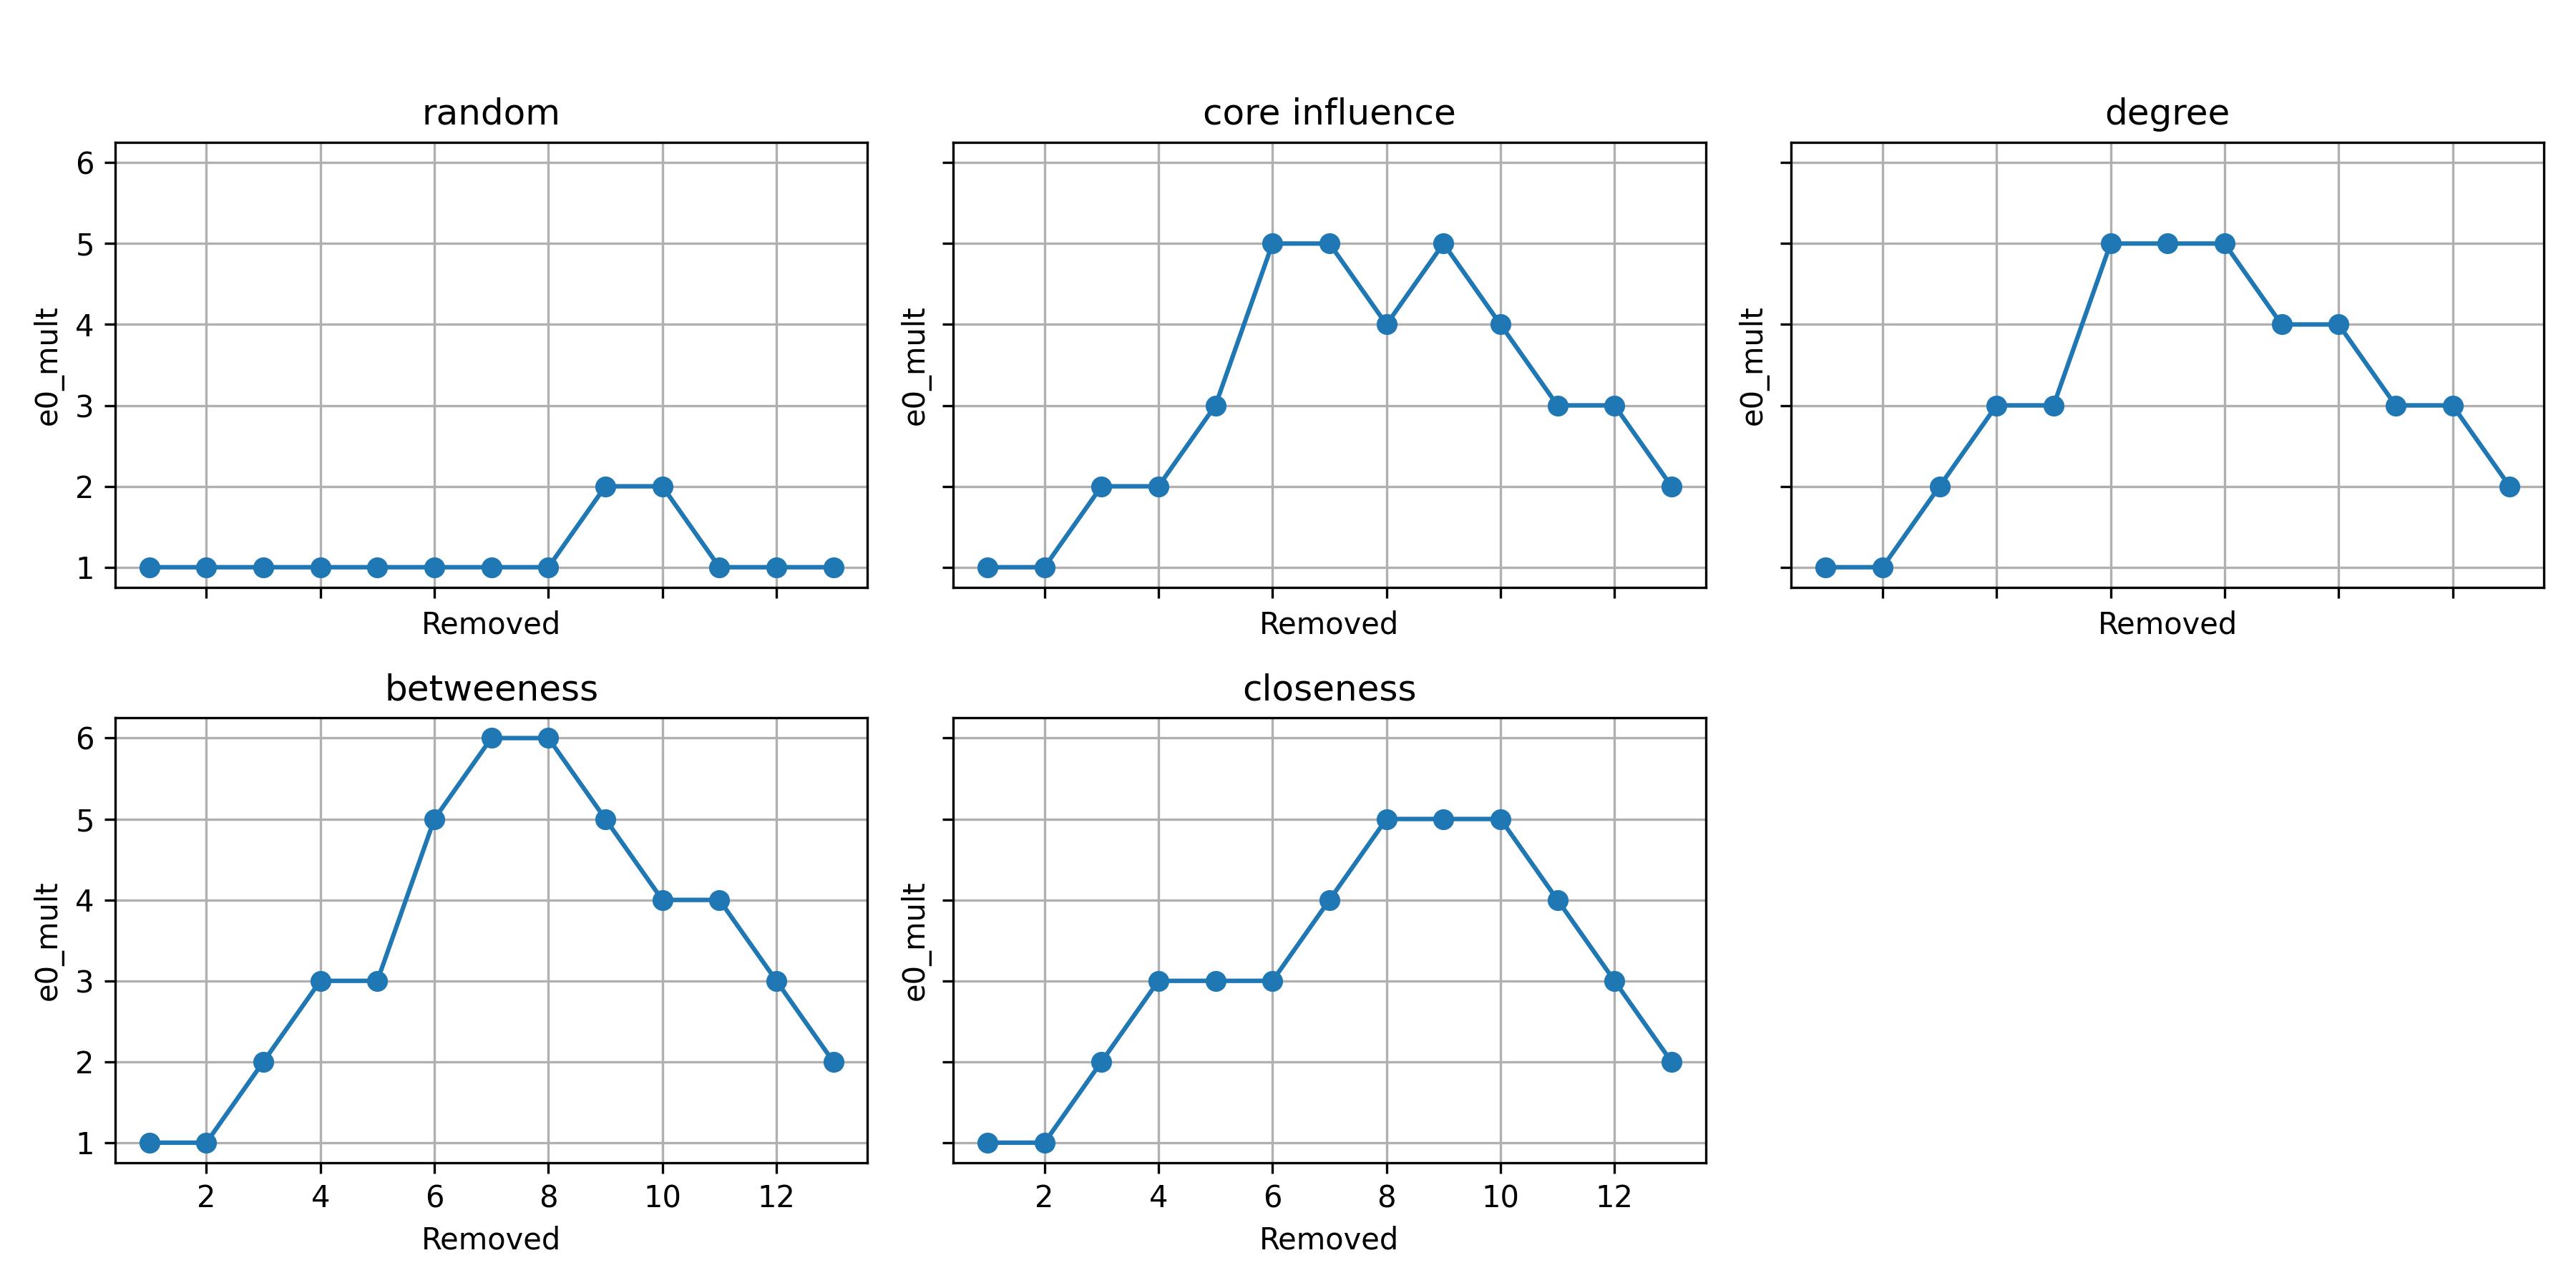 random
core influence
degree
6
5
4
3
2
1
e0_mult
e0_mult
e0_mult
Removed
Removed
Removed
betweeness
closeness
6
5
4
3
2
1
e0_mult
e0_mult
2 4 6 8 10 12
2 4 6 8 10 12
Removed
Removed